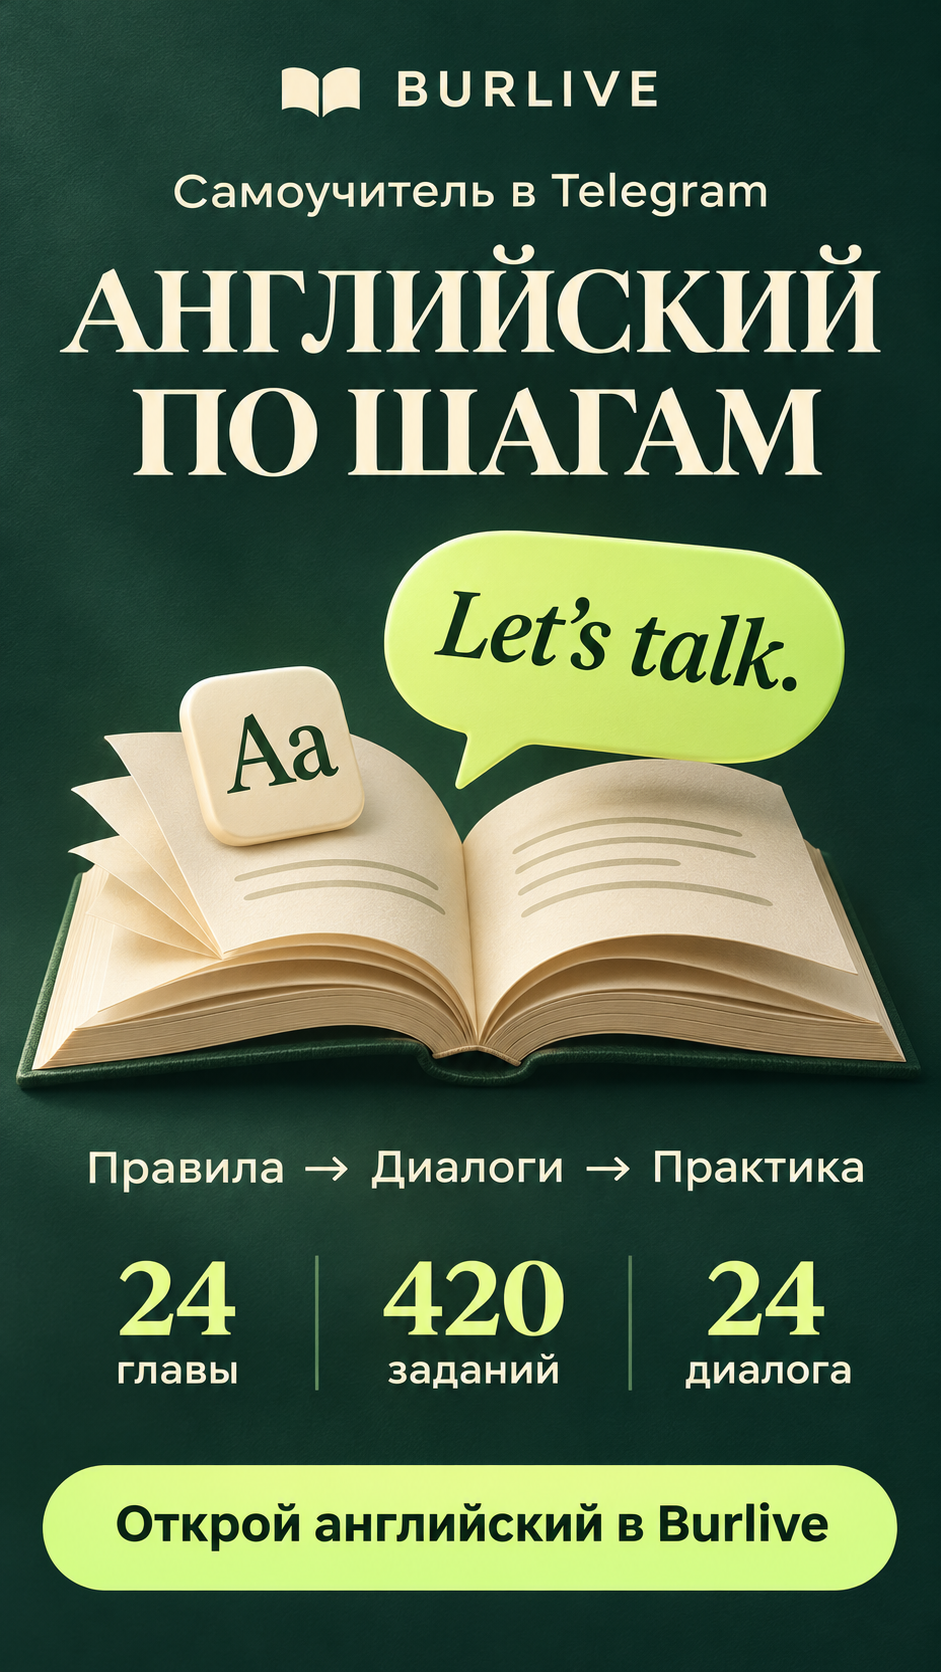 BURLIVE
Самоучитель в Telegram
АНГЛИЙСКИЙ
ПО ШАГАМ
Let's talk.
Aa
Правила → Диалоги → Практика
24 420 24
главы заданий диалога
Открой английский в Burlive